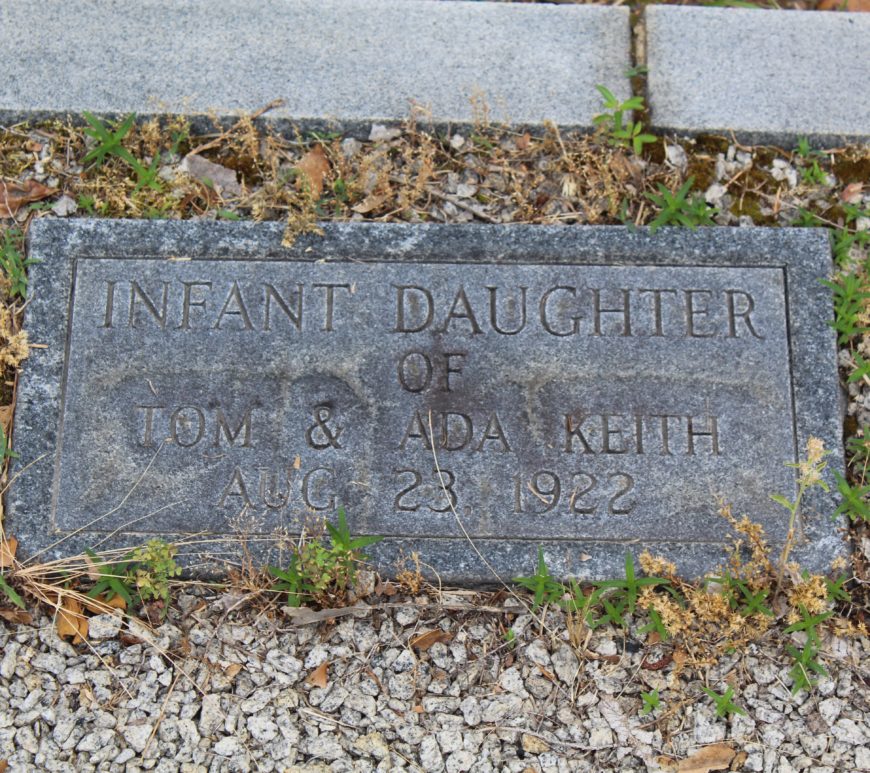 INFANT DAUGHTER
OF
TOM & ADA KEITH
AUG 23, 1922